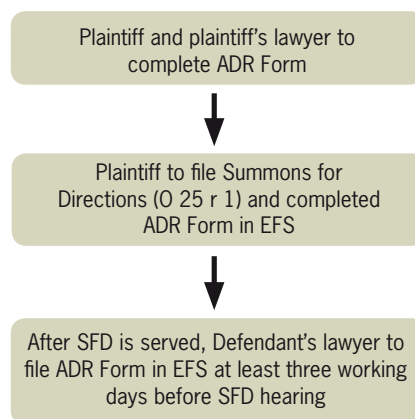 Plaintiff and plaintiff’s lawyer to
complete ADR Form
Plaintiff to file Summons for
Directions (O 25 r 1) and completed
ADR Form in EFS
After SFD is served, Defendant’s lawyer to
file ADR Form in EFS at least three working
days before SFD hearing